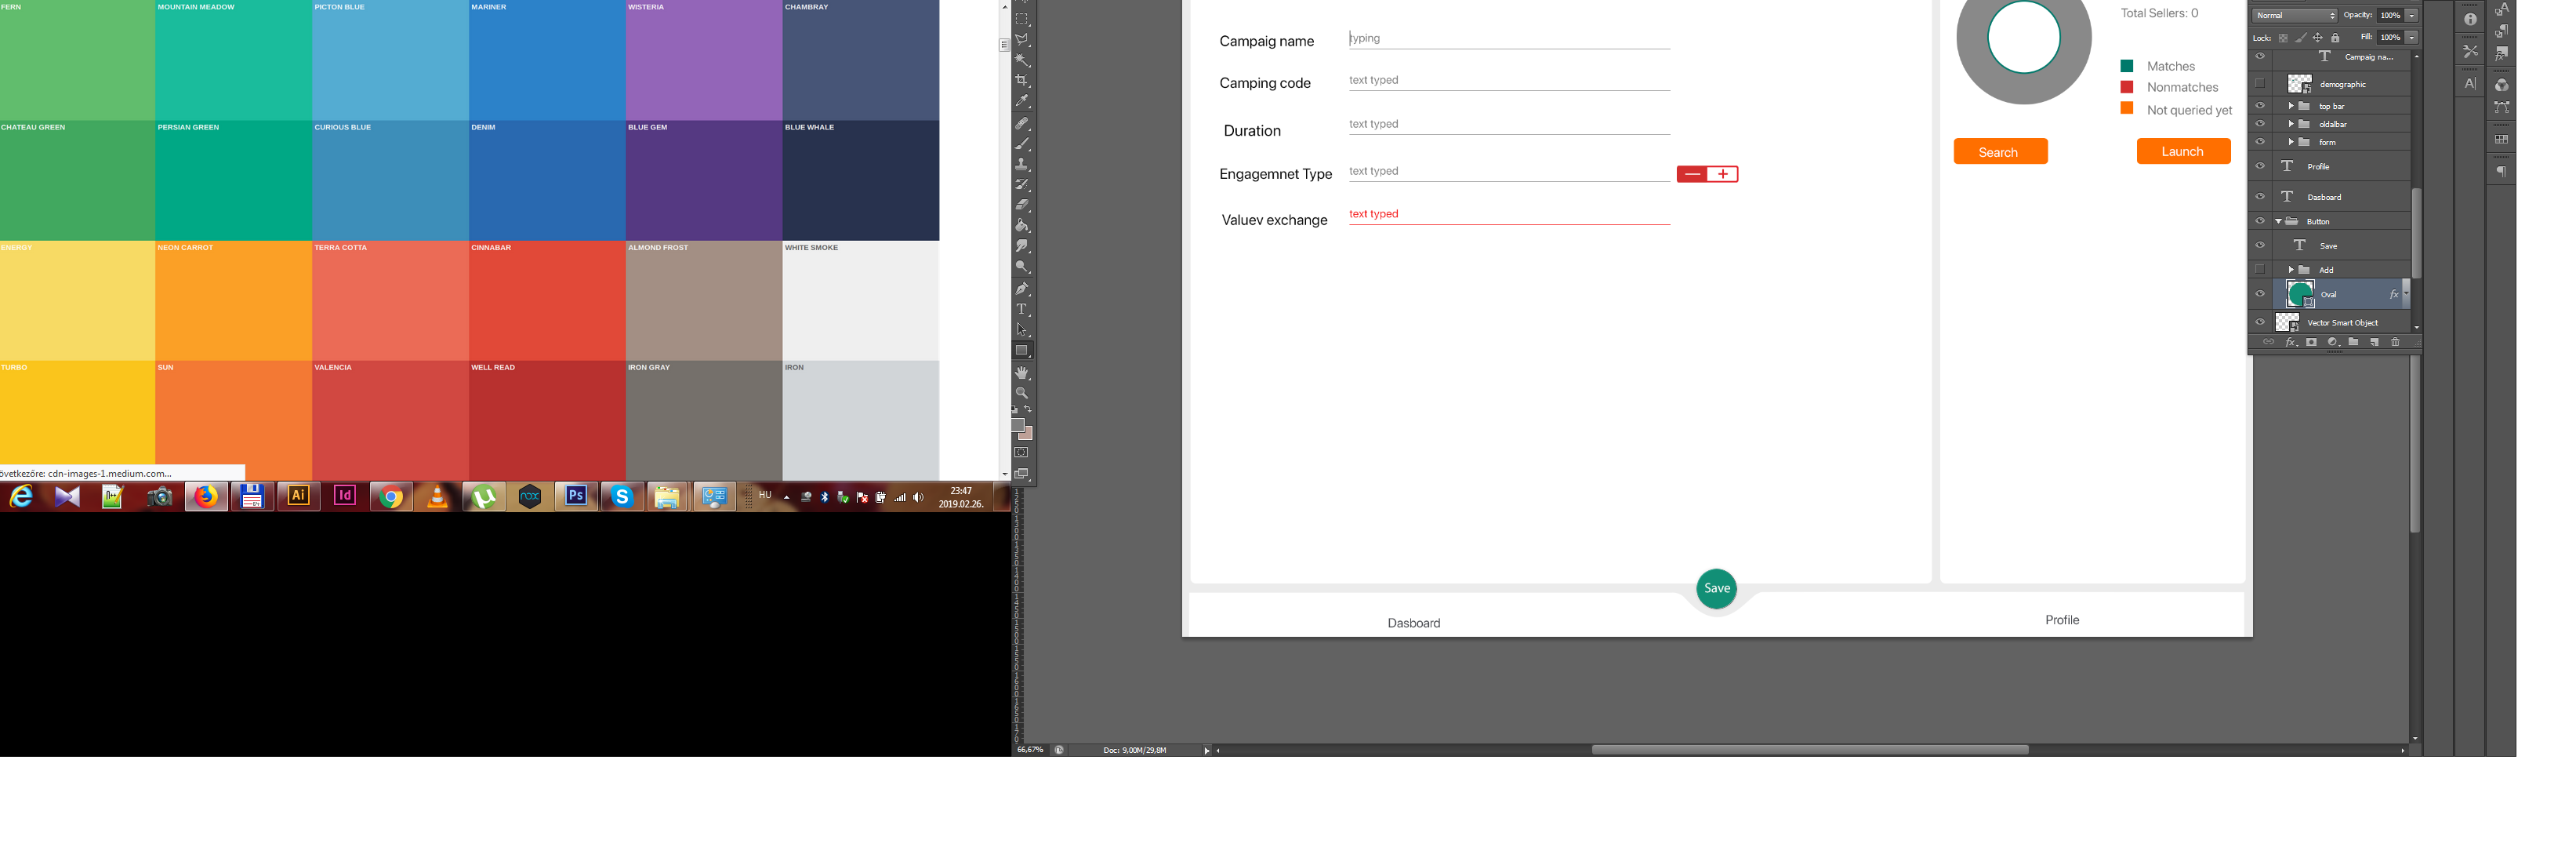 FERN
MOUNTAIN MEADOW
PICTON BLUE
MARINER
WISTERIA
CHAMBRAY
CHATEAU GREEN
PERSIAN GREEN
CURIOUS BLUE
DENIM
BLUE GEM
BLUE WHALE
ENERGY
NEON CARROT
TERRA COTTA
CINNABAR
ALMOND FROST
WHITE SMOKE
TURBO
SUN
VALENCIA
WELL READ
IRON GRAY
IRON
övetkezőre: cdn-images-1.medium.com...
Ai
Id
Ps
HU
23:47
2019.02.26.
Campaig name
typing
Camping code
text typed
Duration
text typed
Engagemnet Type
text typed
Valuev exchange
text typed
Total Sellers: 0
Matches
Nonmatches
Not queried yet
Search
Launch
Save
Dasboard
Profile
66,67%
Doc: 9,00M/29,8M
Normal
Opacity: 100%
Lock:
Fill: 100%
Campaig na...
demographic
top bar
oldalbar
form
Profile
Dasboard
Button
Save
Add
Oval
fx
Vector Smart Object